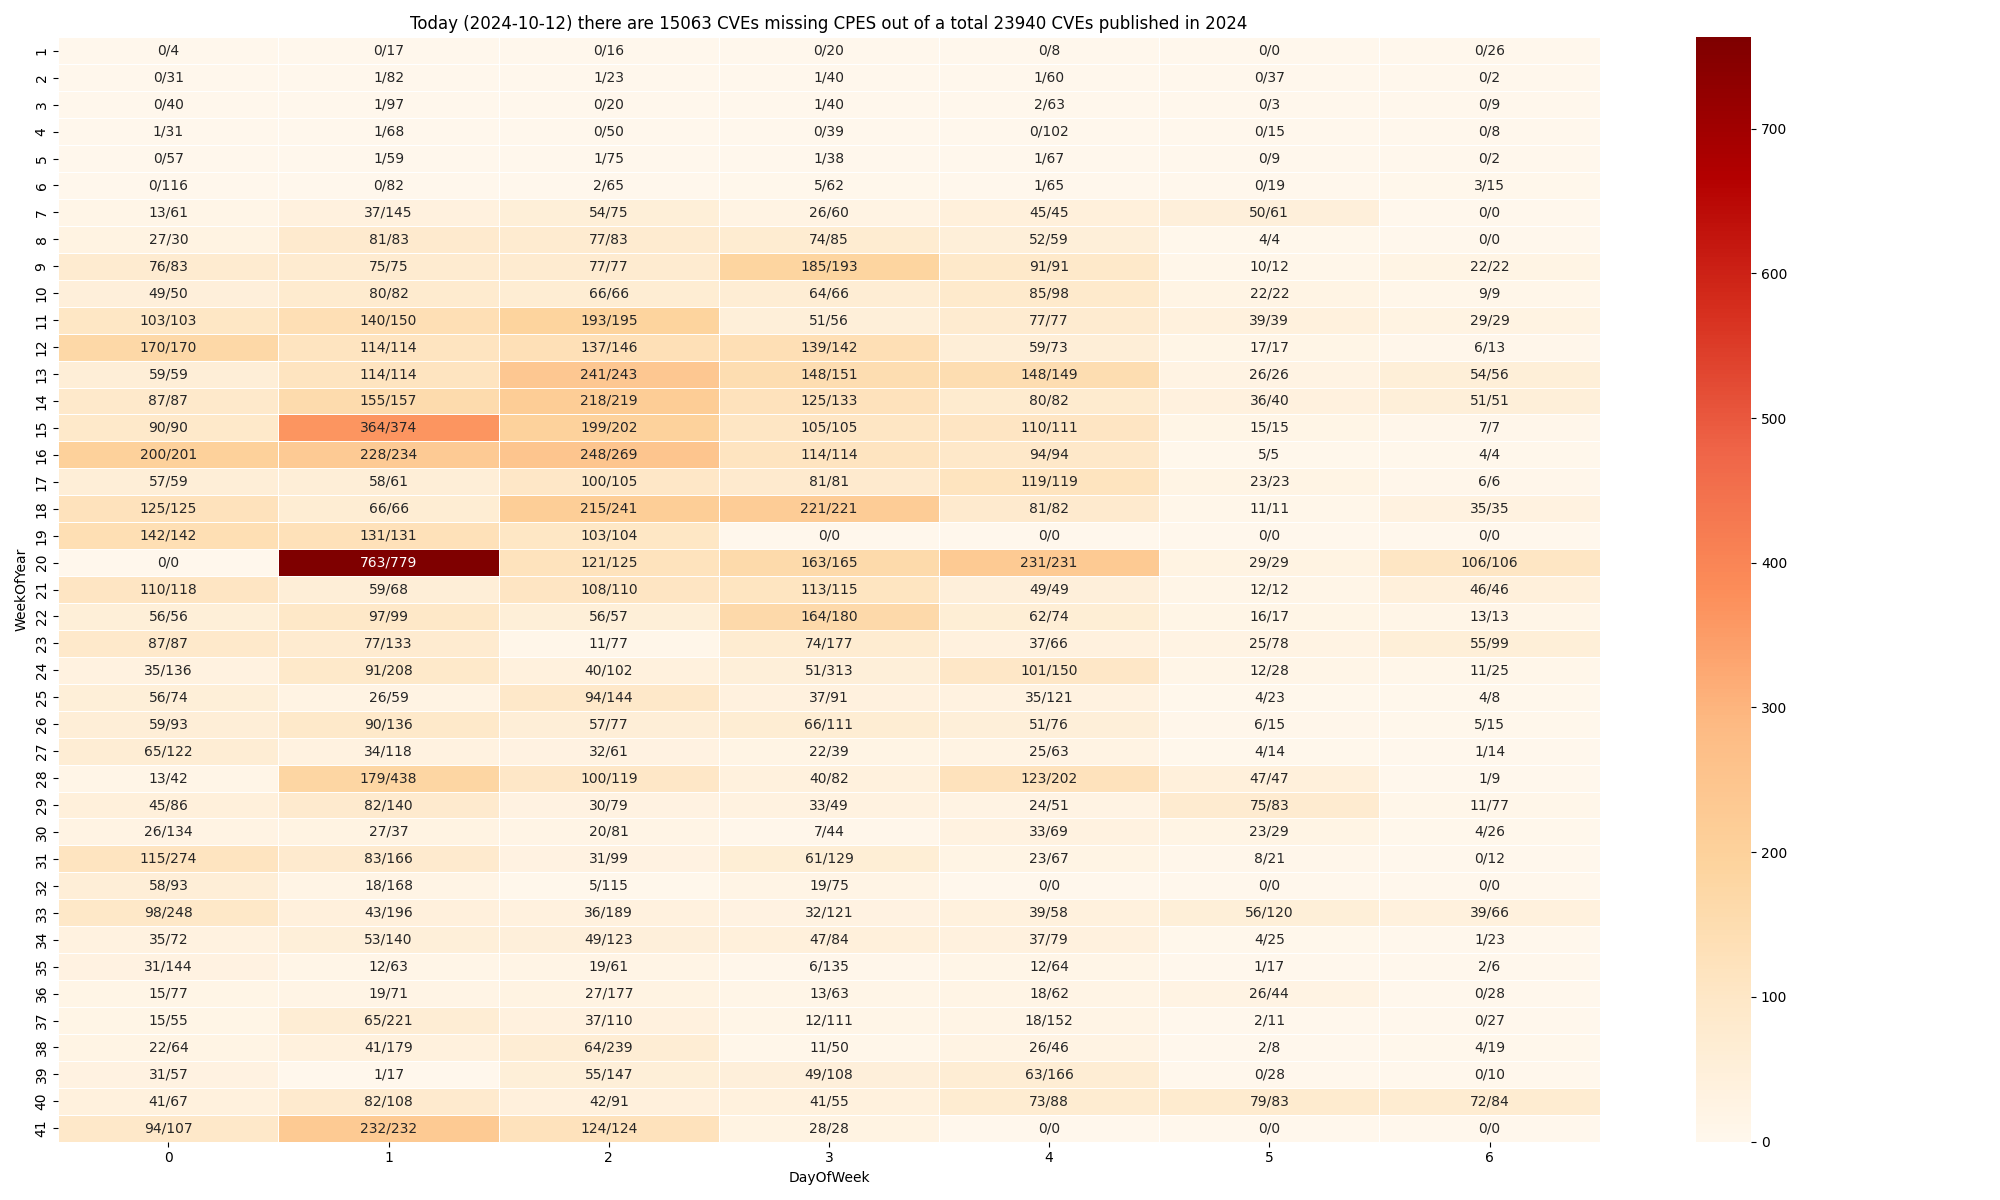 Today (2024-10-12) there are 15063 CVEs missing CPES out of a total 23940 CVEs published in 2024
1 0/4 0/17 0/16 0/20 0/8 0/0 0/26
2 0/31 1/82 1/23 1/40 1/60 0/37 0/2
3 0/40 1/97 0/20 1/40 2/63 0/3 0/9
4 1/31 1/68 0/50 0/39 0/102 0/15 0/8
5 0/57 1/59 1/75 1/38 1/67 0/9 0/2
6 0/116 0/82 2/65 5/62 1/65 0/19 3/15
7 13/61 37/145 54/75 26/60 45/45 50/61 0/0
8 27/30 81/83 77/83 74/85 52/59 4/4 0/0
9 76/83 75/75 77/77 185/193 91/91 10/12 22/22
10 49/50 80/82 66/66 64/66 85/98 22/22 9/9
11 103/103 140/150 193/195 51/56 77/77 39/39 29/29
12 170/170 114/114 137/146 139/142 59/73 17/17 6/13
13 59/59 114/114 241/243 148/151 148/149 26/26 54/56
14 87/87 155/157 218/219 125/133 80/82 36/40 51/51
15 90/90 364/374 199/202 105/105 110/111 15/15 7/7
16 200/201 228/234 248/269 114/114 94/94 5/5 4/4
17 57/59 58/61 100/105 81/81 119/119 23/23 6/6
18 125/125 66/66 215/241 221/221 81/82 11/11 35/35
19 142/142 131/131 103/104 0/0 0/0 0/0 0/0
20 0/0 763/779 121/125 163/165 231/231 29/29 106/106
21 110/118 59/68 108/110 113/115 49/49 12/12 46/46
22 56/56 97/99 56/57 164/180 62/74 16/17 13/13
23 87/87 77/133 11/77 74/177 37/66 25/78 55/99
24 35/136 91/208 40/102 51/313 101/150 12/28 11/25
25 56/74 26/59 94/144 37/91 35/121 4/23 4/8
26 59/93 90/136 57/77 66/111 51/76 6/15 5/15
27 65/122 34/118 32/61 22/39 25/63 4/14 1/14
28 13/42 179/438 100/119 40/82 123/202 47/47 1/9
29 45/86 82/140 30/79 33/49 24/51 75/83 11/77
30 26/134 27/37 20/81 7/44 33/69 23/29 4/26
31 115/274 83/166 31/99 61/129 23/67 8/21 0/12
32 58/93 18/168 5/115 19/75 0/0 0/0 0/0
33 98/248 43/196 36/189 32/121 39/58 56/120 39/66
34 35/72 53/140 49/123 47/84 37/79 4/25 1/23
35 31/144 12/63 19/61 6/135 12/64 1/17 2/6
36 15/77 19/71 27/177 13/63 18/62 26/44 0/28
37 15/55 65/221 37/110 12/111 18/152 2/11 0/27
38 22/64 41/179 64/239 11/50 26/46 2/8 4/19
39 31/57 1/17 55/147 49/108 63/166 0/28 0/10
40 41/67 82/108 42/91 41/55 73/88 79/83 72/84
41 94/107 232/232 124/124 28/28 0/0 0/0 0/0
0 1 2 3 4 5 6
DayOfWeek
WeekOfYear
700
600
500
400
300
200
100
0